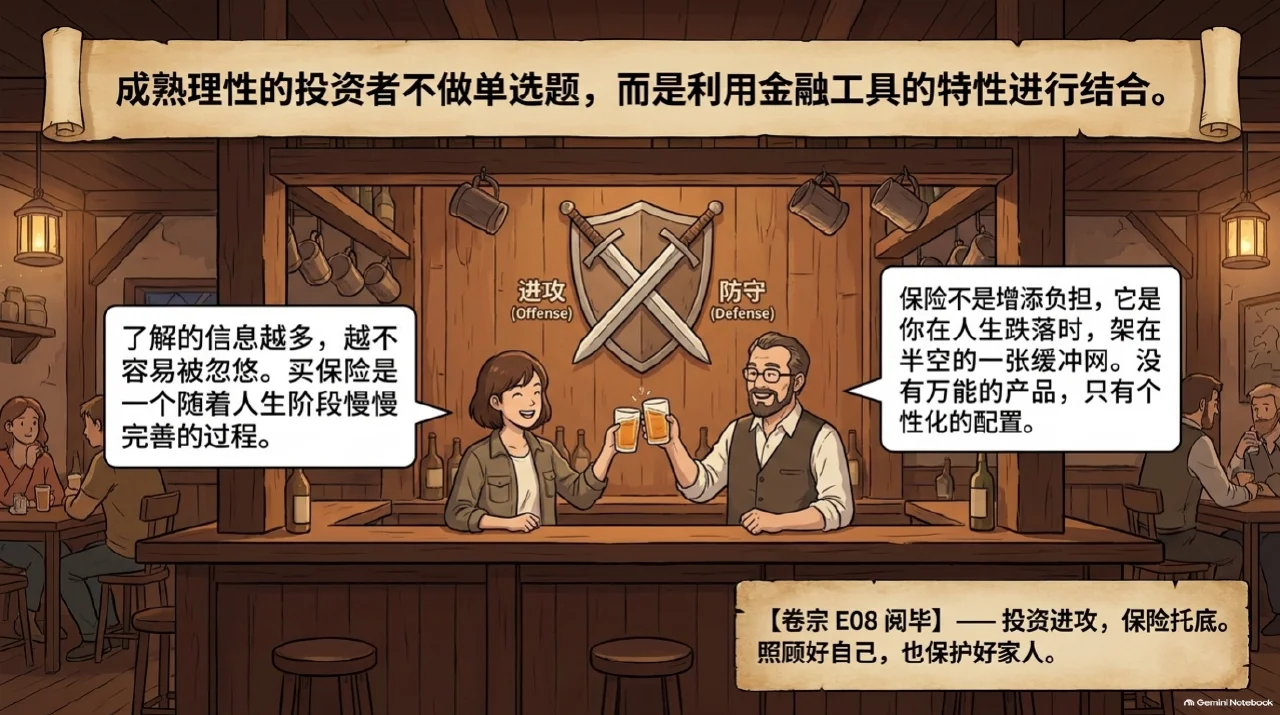 成熟理性的投资者不做单选题，而是利用金融工具的特性进行结合。
进攻
(Offense)
防守
(Defense)
了解的信息越多，越不
容易被忽悠。买保险是
一个随着人生阶段慢慢
完善的过程。
保险不是增添负担，它是
你在人生跌落时，架在
半空的一张缓冲网。没
有万能的产品，只有个
性化的配置。
【卷宗 E08 阅毕】—— 投资进攻，保险托底。
照顾好自己，也保护好家人。
Gemini Notebook